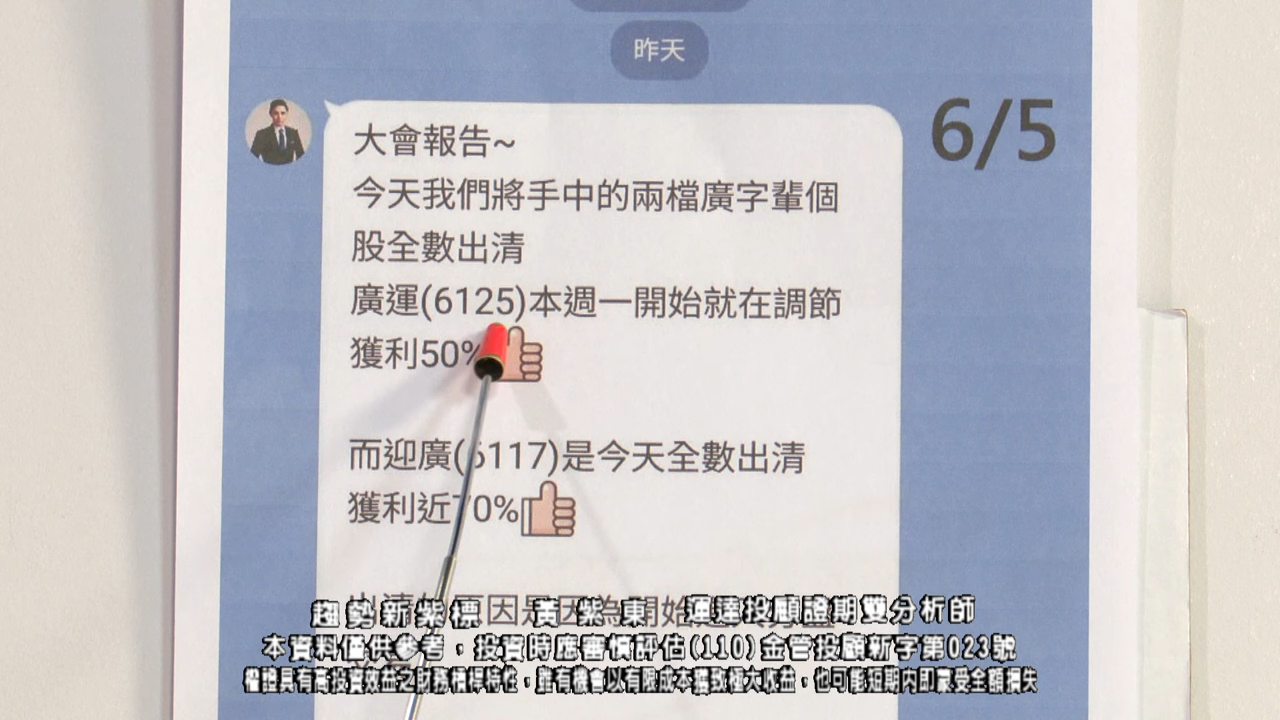 昨天
6/5
大會報告~
今天我們將手中的兩檔廣字輩個
股全數出清
廣運(6125)本週一開始就在調節
獲利50%
而迎廣(6117)是今天全數出清
獲利近70%
趨勢新紫標 黃紫東 運達投顧證期雙分析師
本資料僅供參考，投資時應審慎評估(110)金管投顧新字第023號
權證具有高投資效益之財務槓桿特性，雖有機會以有限成本獲致極大收益，也可能短期內即蒙受全額損失